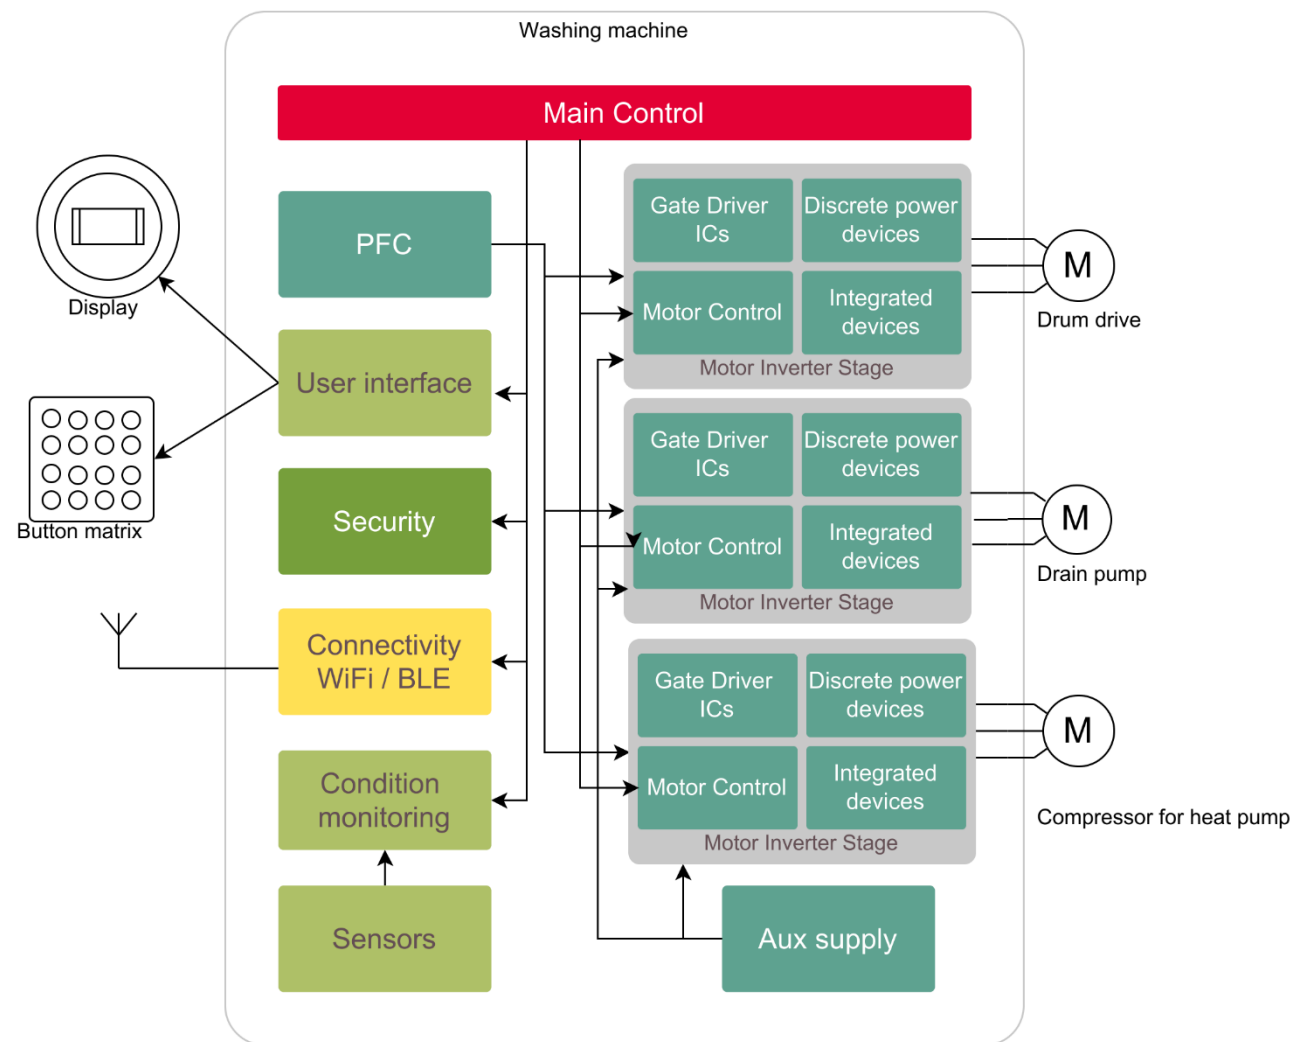 Washing machine
Main Control
PFC
User interface
Security
Connectivity
WiFi / BLE
Condition
monitoring
Sensors
Display
Button matrix
Gate Driver
ICs
Discrete power
devices
Motor Control
Integrated
devices
Motor Inverter Stage
M
Drum drive
Gate Driver
ICs
Discrete power
devices
Motor Control
Integrated
devices
Motor Inverter Stage
M
Drain pump
Gate Driver
ICs
Discrete power
devices
Motor Control
Integrated
devices
Motor Inverter Stage
M
Compressor for heat pump
Aux supply